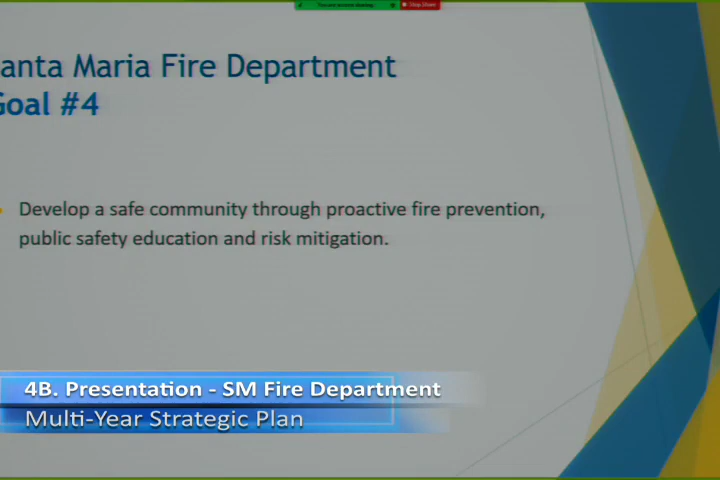 anta Maria Fire Department
Goal #4
Develop a safe community through proactive fire prevention,
public safety education and risk mitigation.
4B. Presentation - SM Fire Department
Multi-Year Strategic Plan